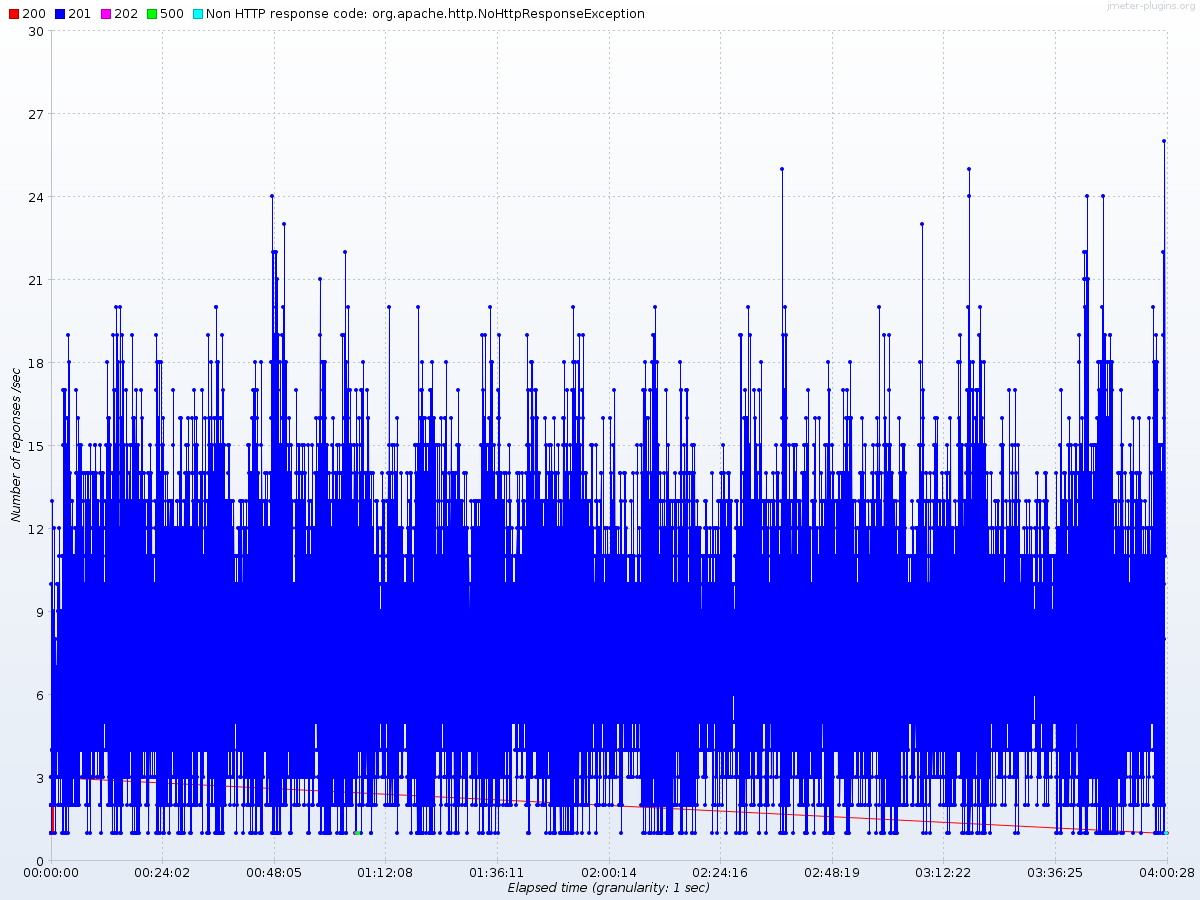 200 201 202 500 Non HTTP response code: org.apache.http.NoHttpResponseException
jmeter-plugins.org
30
27
24
21
18
15
12
9
6
3
0
Number of reponses /sec
00:00:00 00:24:02 00:48:05 01:12:08 01:36:11 02:00:14 02:24:16 02:48:19 03:12:22 03:36:25 04:00:28
Elapsed time (granularity: 1 sec)